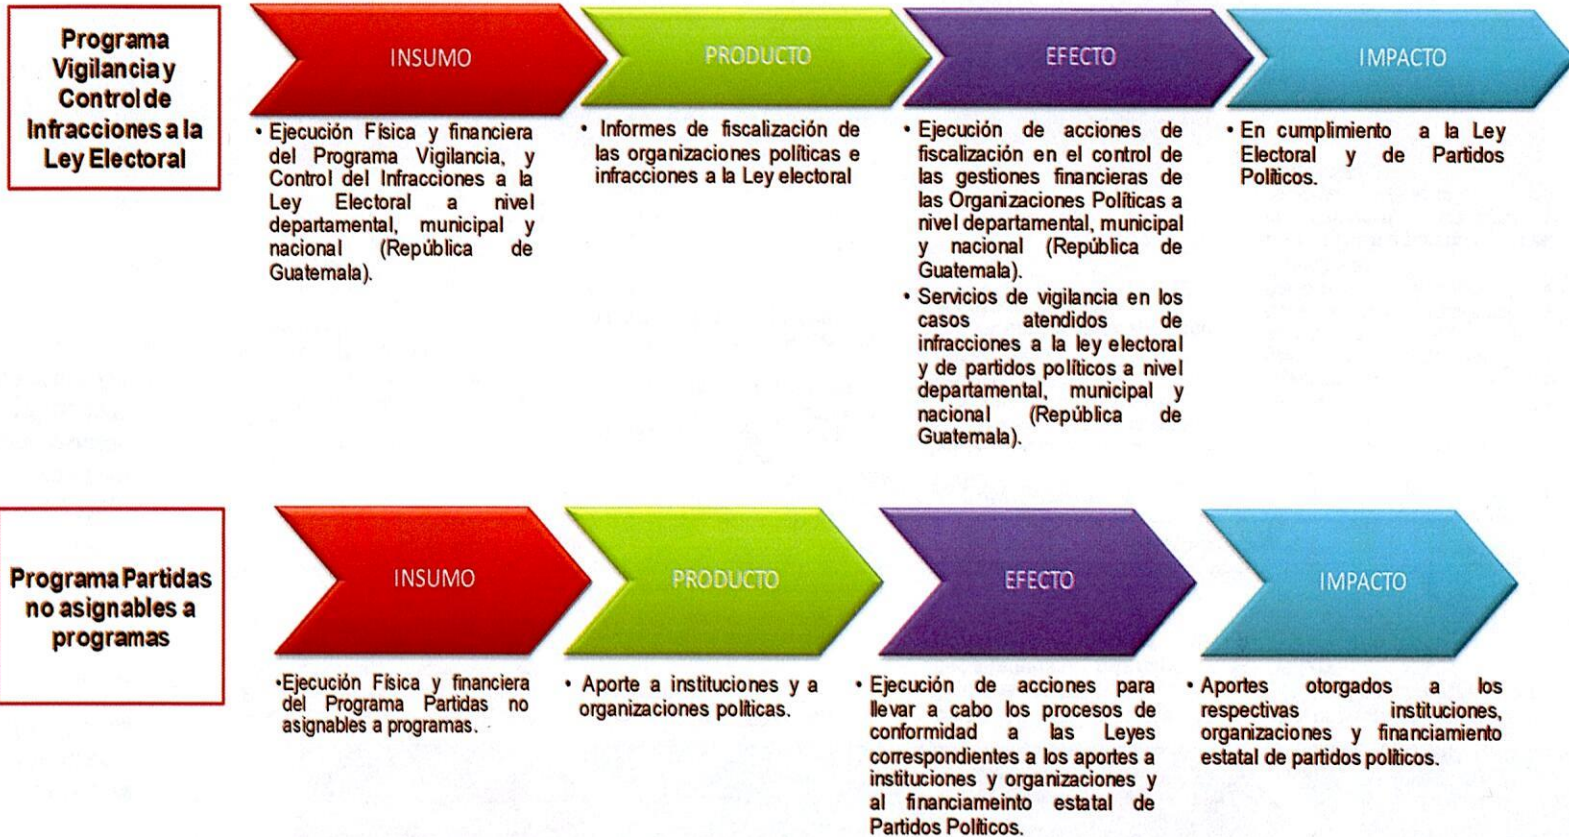 Programa
Vigilancia y
Control de
Infracciones a la
Ley Electoral
INSUMO
• Ejecución Física y financiera
del Programa Vigilancia, y
Control del Infracciones a la
Ley Electoral a nivel
departamental, municipal y
nacional (República de
Guatemala).
PRODUCTO
• Informes de fiscalización de
las organizaciones políticas e
infracciones a la Ley electoral
EFECTO
• Ejecución de acciones de
fiscalización en el control de
las gestiones financieras de
las Organizaciones Políticas a
nivel departamental, municipal
y nacional (República de
Guatemala).
• Servicios de vigilancia en los
casos atendidos de
infracciones a la ley electoral
y de partidos políticos a nivel
departamental, municipal y
nacional (República de
Guatemala).
IMPACTO
• En cumplimiento a la Ley
Electoral y de Partidos
Políticos.
Programa Partidas
no asignables a
programas
INSUMO
•Ejecución Física y financiera
del Programa Partidas no
asignables a programas.
PRODUCTO
• Aporte a instituciones y a
organizaciones políticas.
EFECTO
• Ejecución de acciones para
llevar a cabo los procesos de
conformidad a las Leyes
correspondientes a los aportes a
instituciones y organizaciones y
al financiameinto estatal de
Partidos Políticos.
IMPACTO
• Aportes otorgados a los
respectivas instituciones,
organizaciones y financiamiento
estatal de partidos políticos.